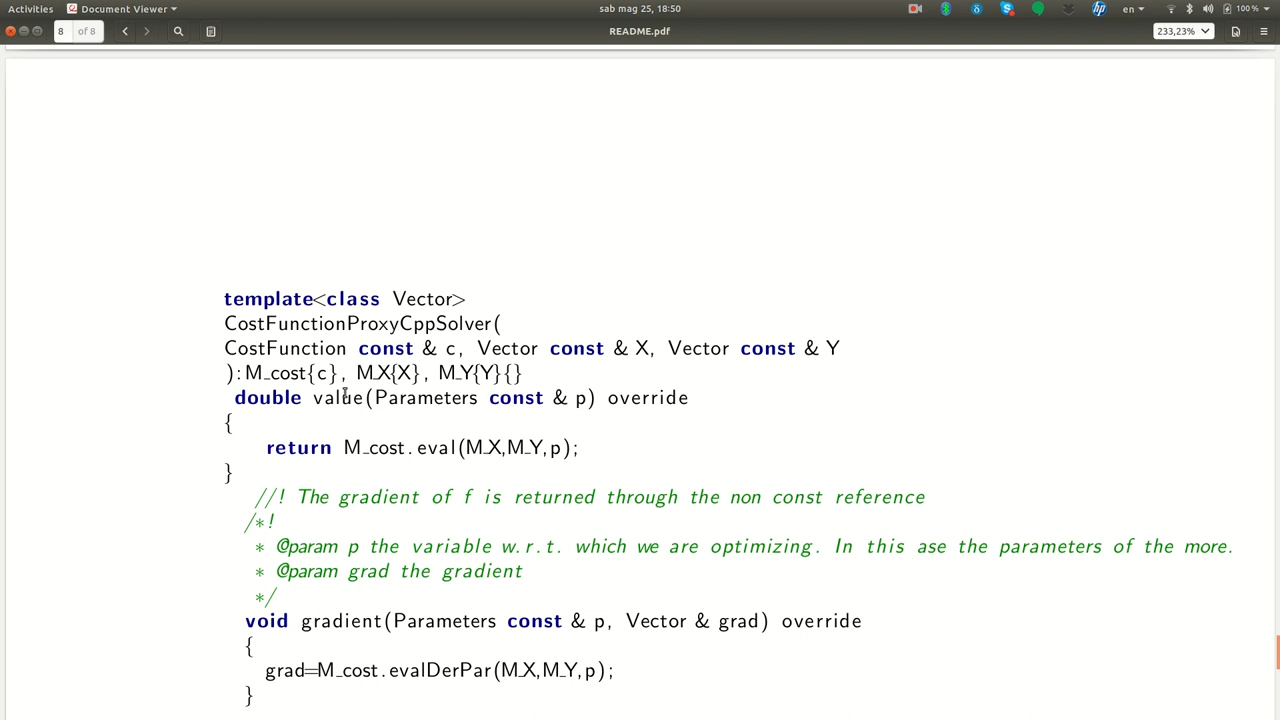 Activities Document Viewer sab mag 25, 18:50 en 100 %
8 of 8 README.pdf 233,23%
template<class Vector>
CostFunctionProxyCppSolver(
CostFunction const & c, Vector const & X, Vector const & Y
):M_cost{c}, M_X{X}, M_Y{Y}{}
double value(Parameters const & p) override
{
return M_cost.eval(M_X,M_Y,p);
}
//! The gradient of f is returned through the non const reference
/*!
* @param p the variable w.r.t. which we are optimizing. In this ase the parameters of the more.
* @param grad the gradient
*/
void gradient(Parameters const & p, Vector & grad) override
{
grad=M_cost.evalDerPar(M_X,M_Y,p);
}